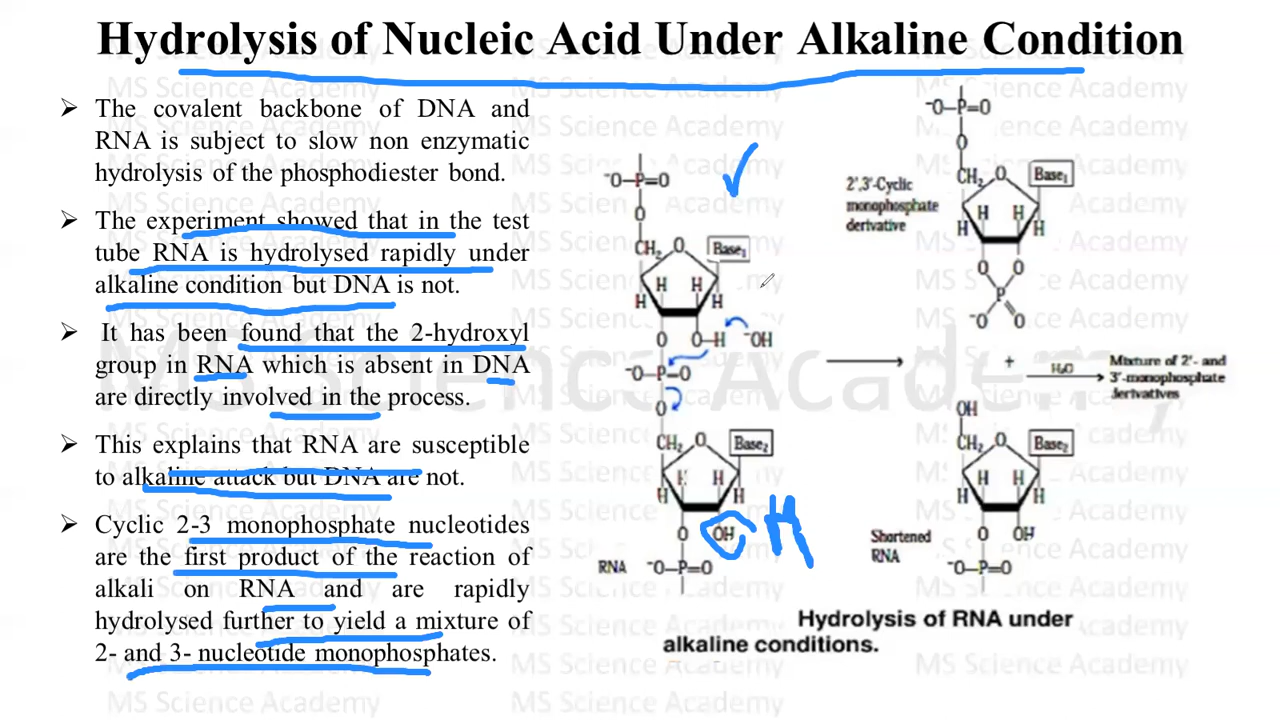 Hydrolysis of Nucleic Acid Under Alkaline Condition
➢ The covalent backbone of DNA and
RNA is subject to slow non enzymatic
hydrolysis of the phosphodiester bond.
➢ The experiment showed that in the test
tube RNA is hydrolysed rapidly under
alkaline condition but DNA is not.
➢ It has been found that the 2-hydroxyl
group in RNA which is absent in DNA
are directly involved in the process.
➢ This explains that RNA are susceptible
to alkaline attack but DNA are not.
➢ Cyclic 2-3 monophosphate nucleotides
are the first product of the reaction of
alkali on RNA and are rapidly
hydrolysed further to yield a mixture of
2- and 3- nucleotide monophosphates.
⁻O–P=O
O
CH₂ O Base₁
H H
H H
O O–H ⁻OH
⁻O–P=O
O
CH₂ O Base₂
H H
H H
O OH H
RNA ⁻O–P=O
⁻O–P=O
O
CH₂ O Base₁
2',3'-Cyclic
monophosphate
derivative
H H
H H
O O
P
⁻O O
+ H₂O Mixture of 2'- and
3'-monophosphate
derivatives
OH
CH₂ O Base₂
H H
H H
O OH
Shortened
RNA
⁻O–P=O
Hydrolysis of RNA under
alkaline conditions.
MS Science Academy